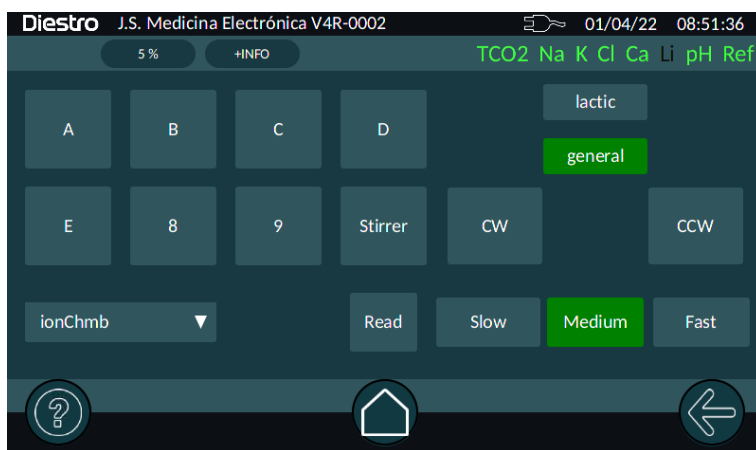 Diestro J.S. Medicina Electrónica V4R-0002 01/04/22 08:51:36
5 % +INFO TCO2 Na K Cl Ca Li pH Ref
lactic
A B C D
general
E 8 9 Stirrer CW CCW
ionChmb ▼ Read Slow Medium Fast
?